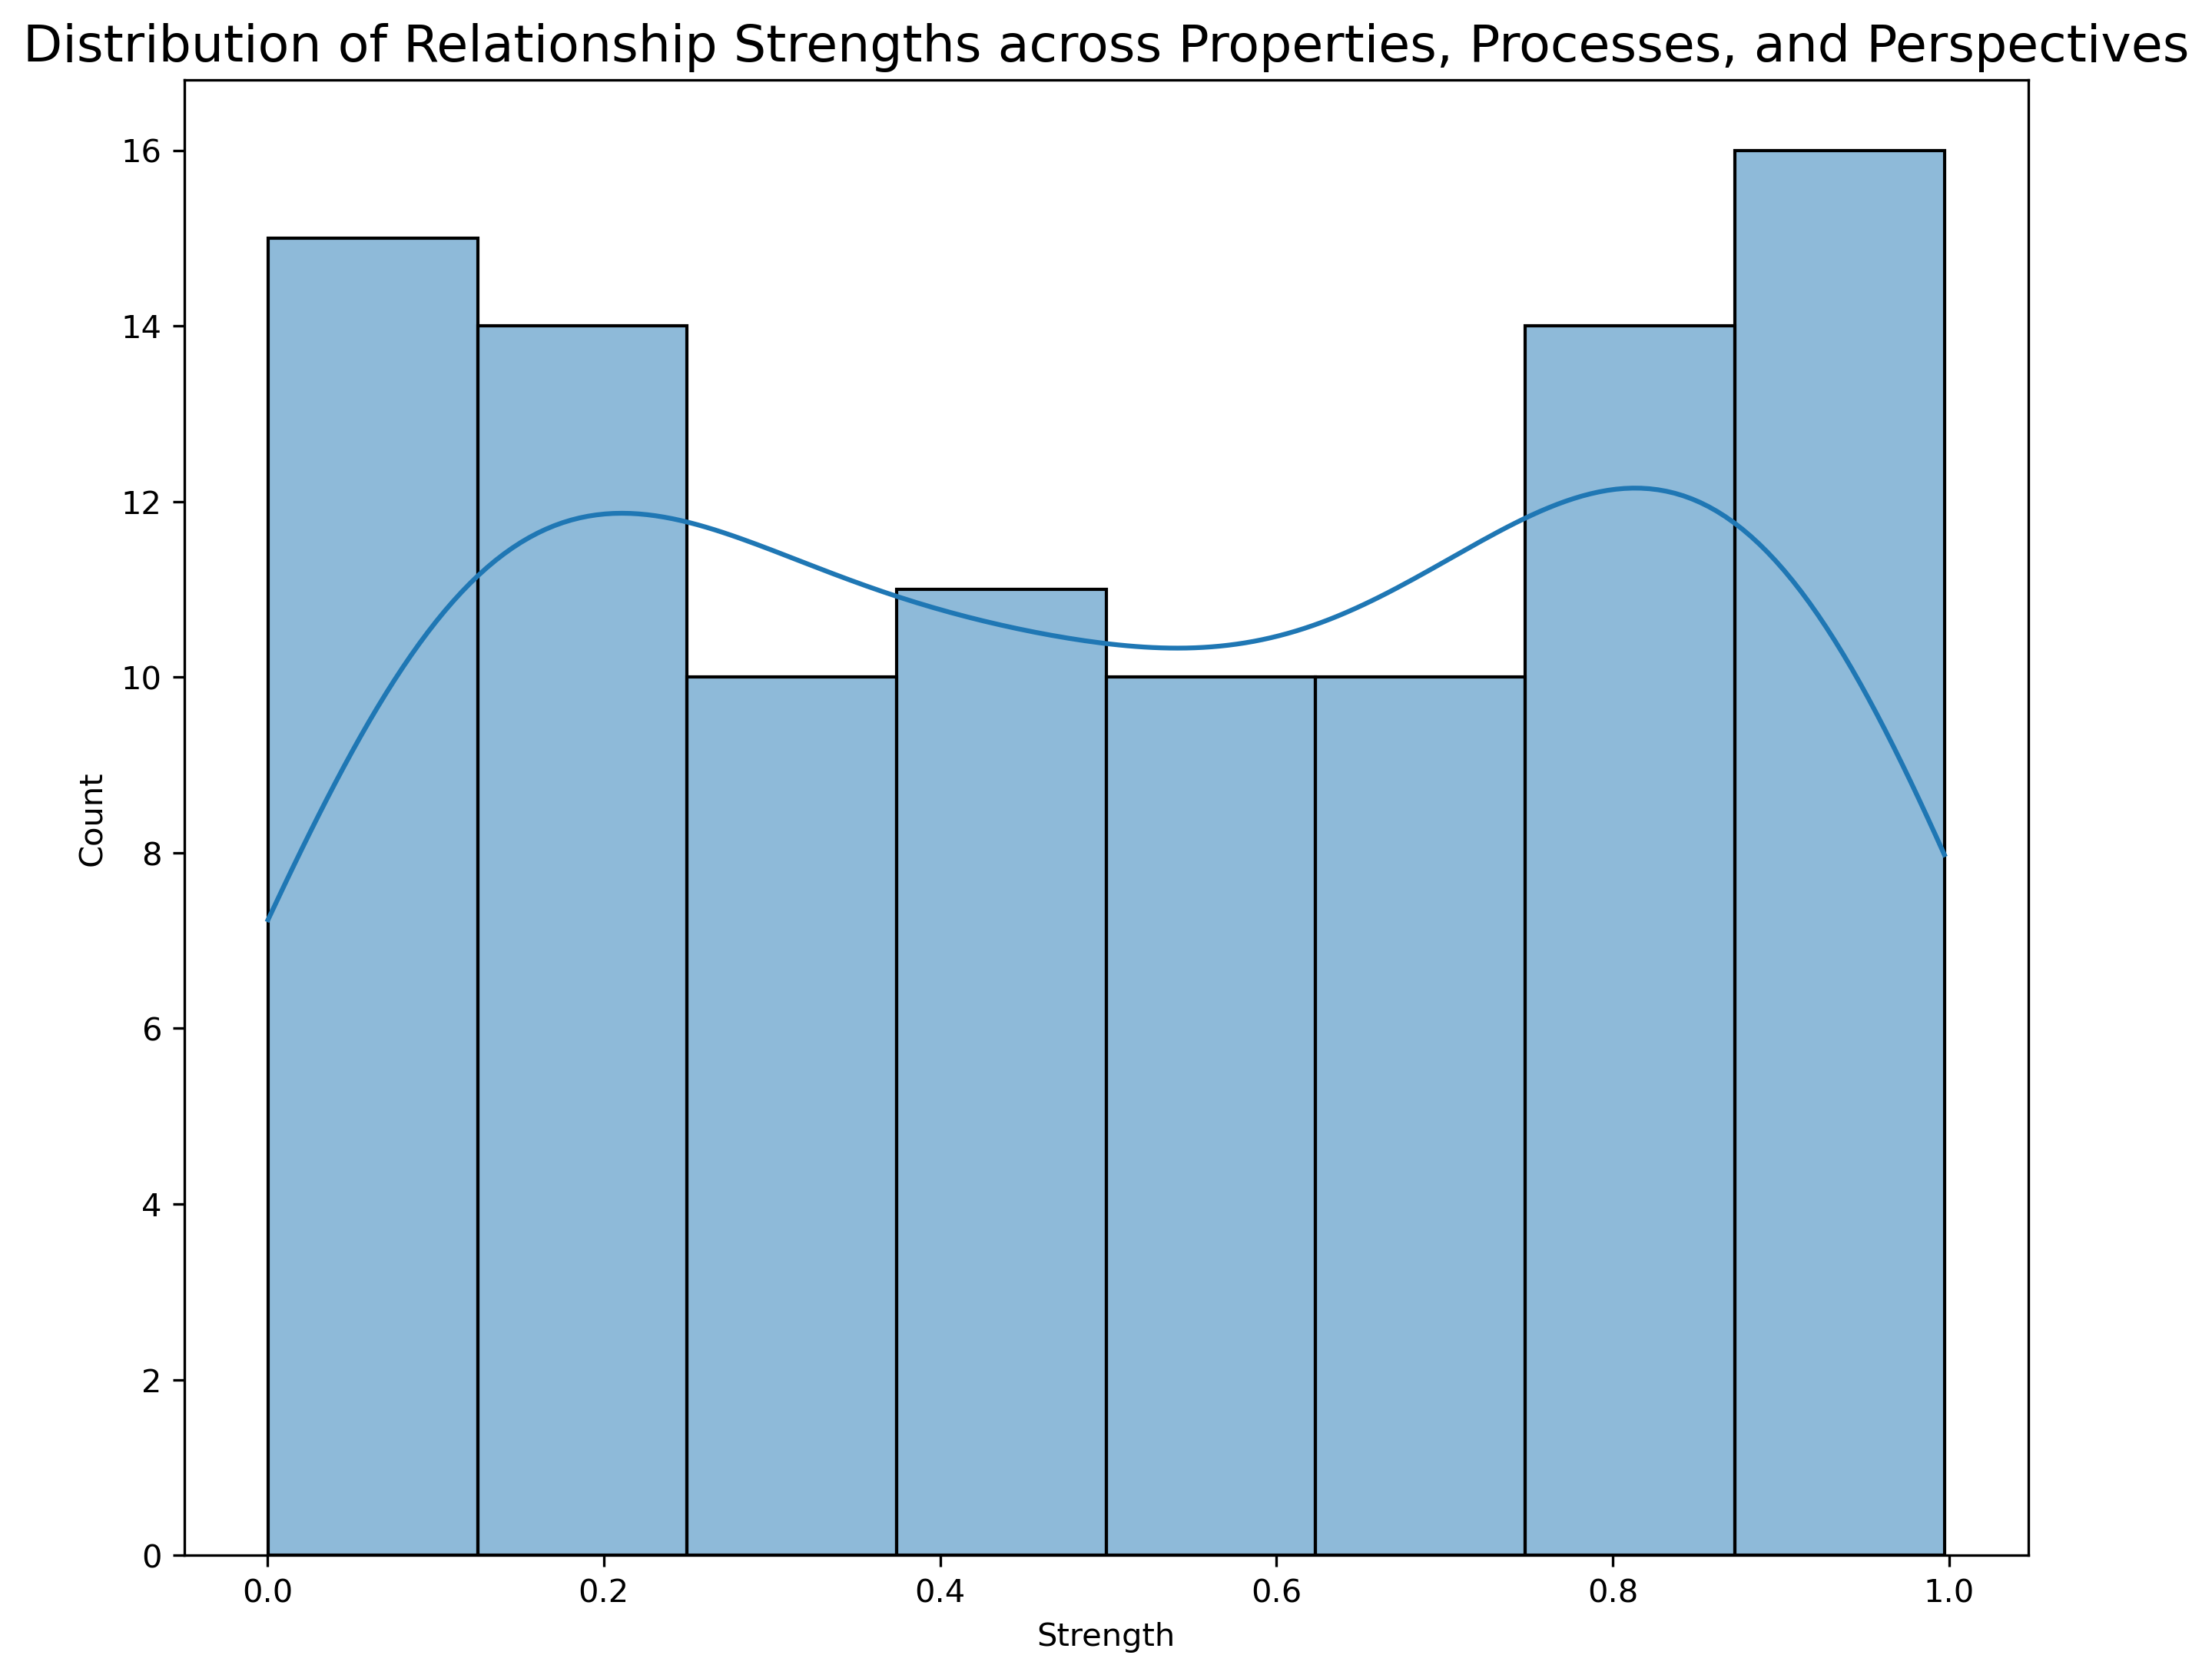 Distribution of Relationship Strengths across Properties, Processes, and Perspectives
16
14
12
10
8
6
4
2
0
Count
0.0 0.2 0.4 0.6 0.8 1.0
Strength